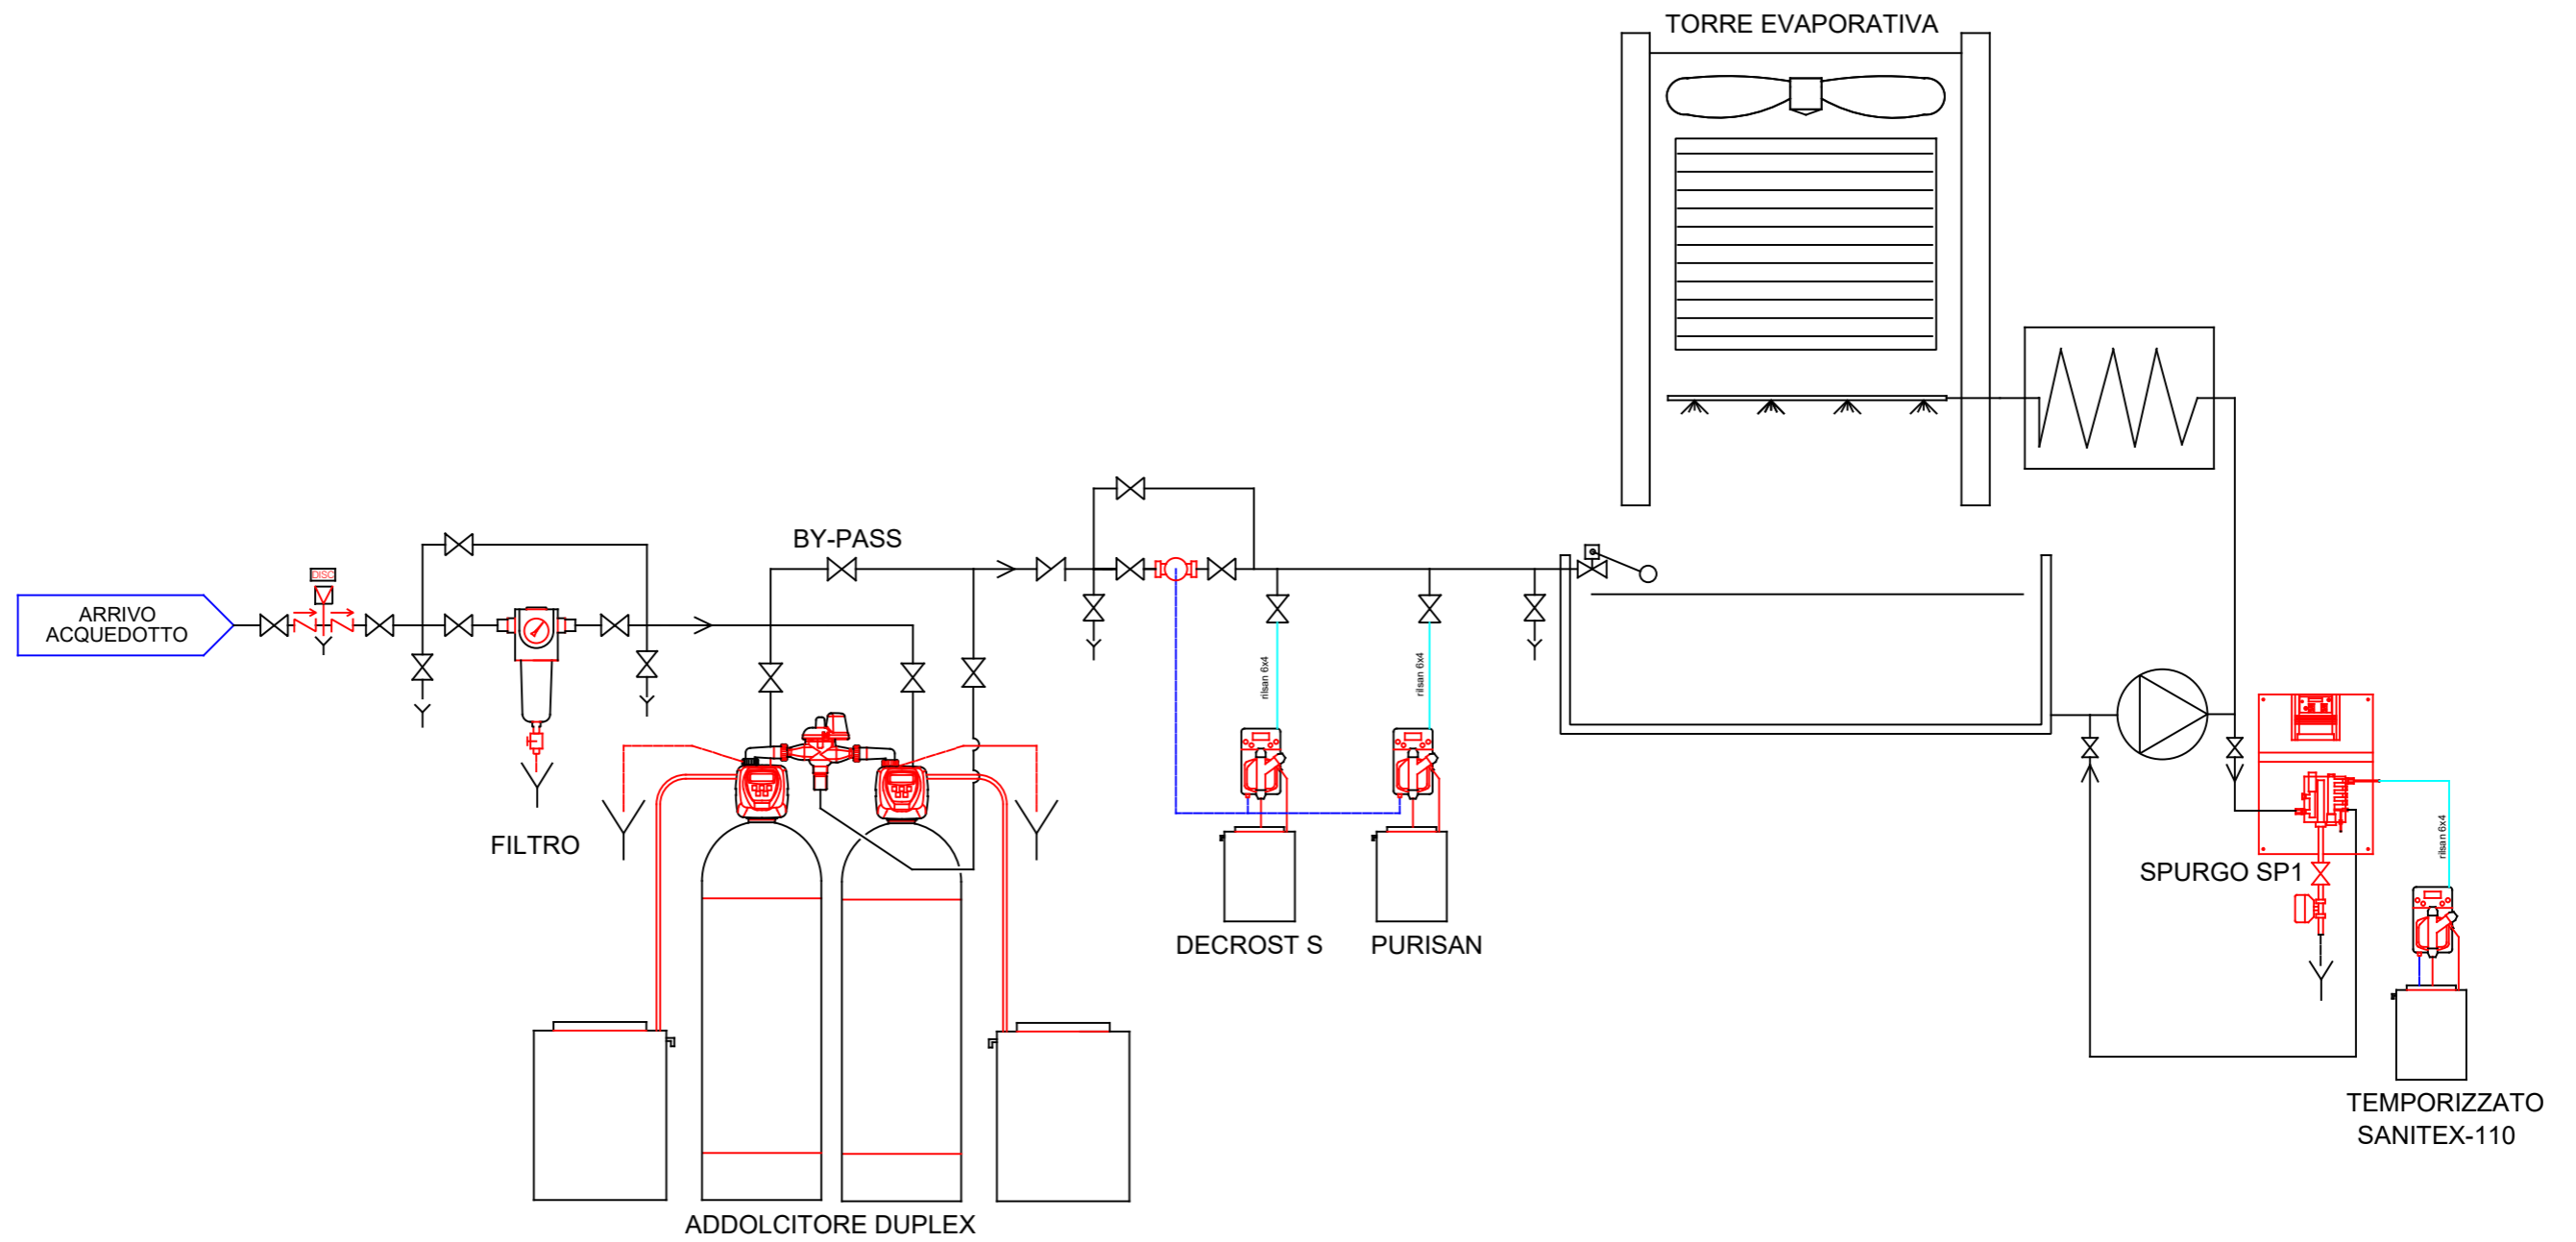 TORRE EVAPORATIVA
BY-PASS
DISC
ARRIVO
ACQUEDOTTO
rilsan 6x4
rilsan 6x4
FILTRO
rilsan 6x4
SPURGO SP1
DECROST S
PURISAN
TEMPORIZZATO
SANITEX-110
ADDOLCITORE DUPLEX